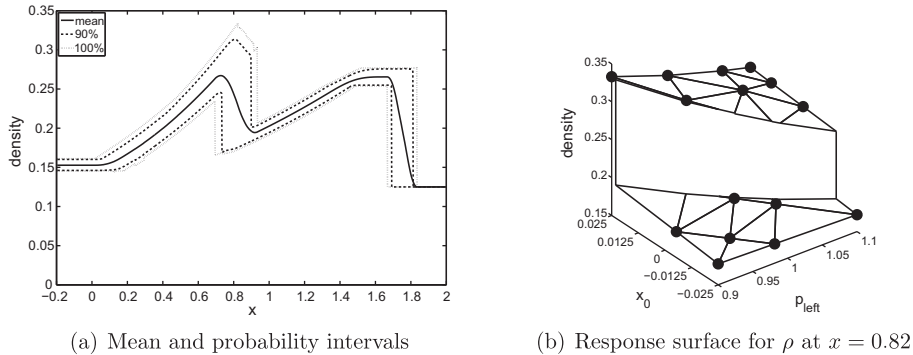 mean
90%
100%
0.35
0.3
0.25
0.2
0.15
0.1
0.05
0
density
−0.2 0 0.2 0.4 0.6 0.8 1 1.2 1.4 1.6 1.8 2
x
(a) Mean and probability intervals
0.35
0.3
0.25
0.2
0.15
density
0.025
0.0125
0
−0.0125
−0.025
x0
0.9
0.95
1
1.05
1.1
pleft
(b) Response surface for ρ at x = 0.82